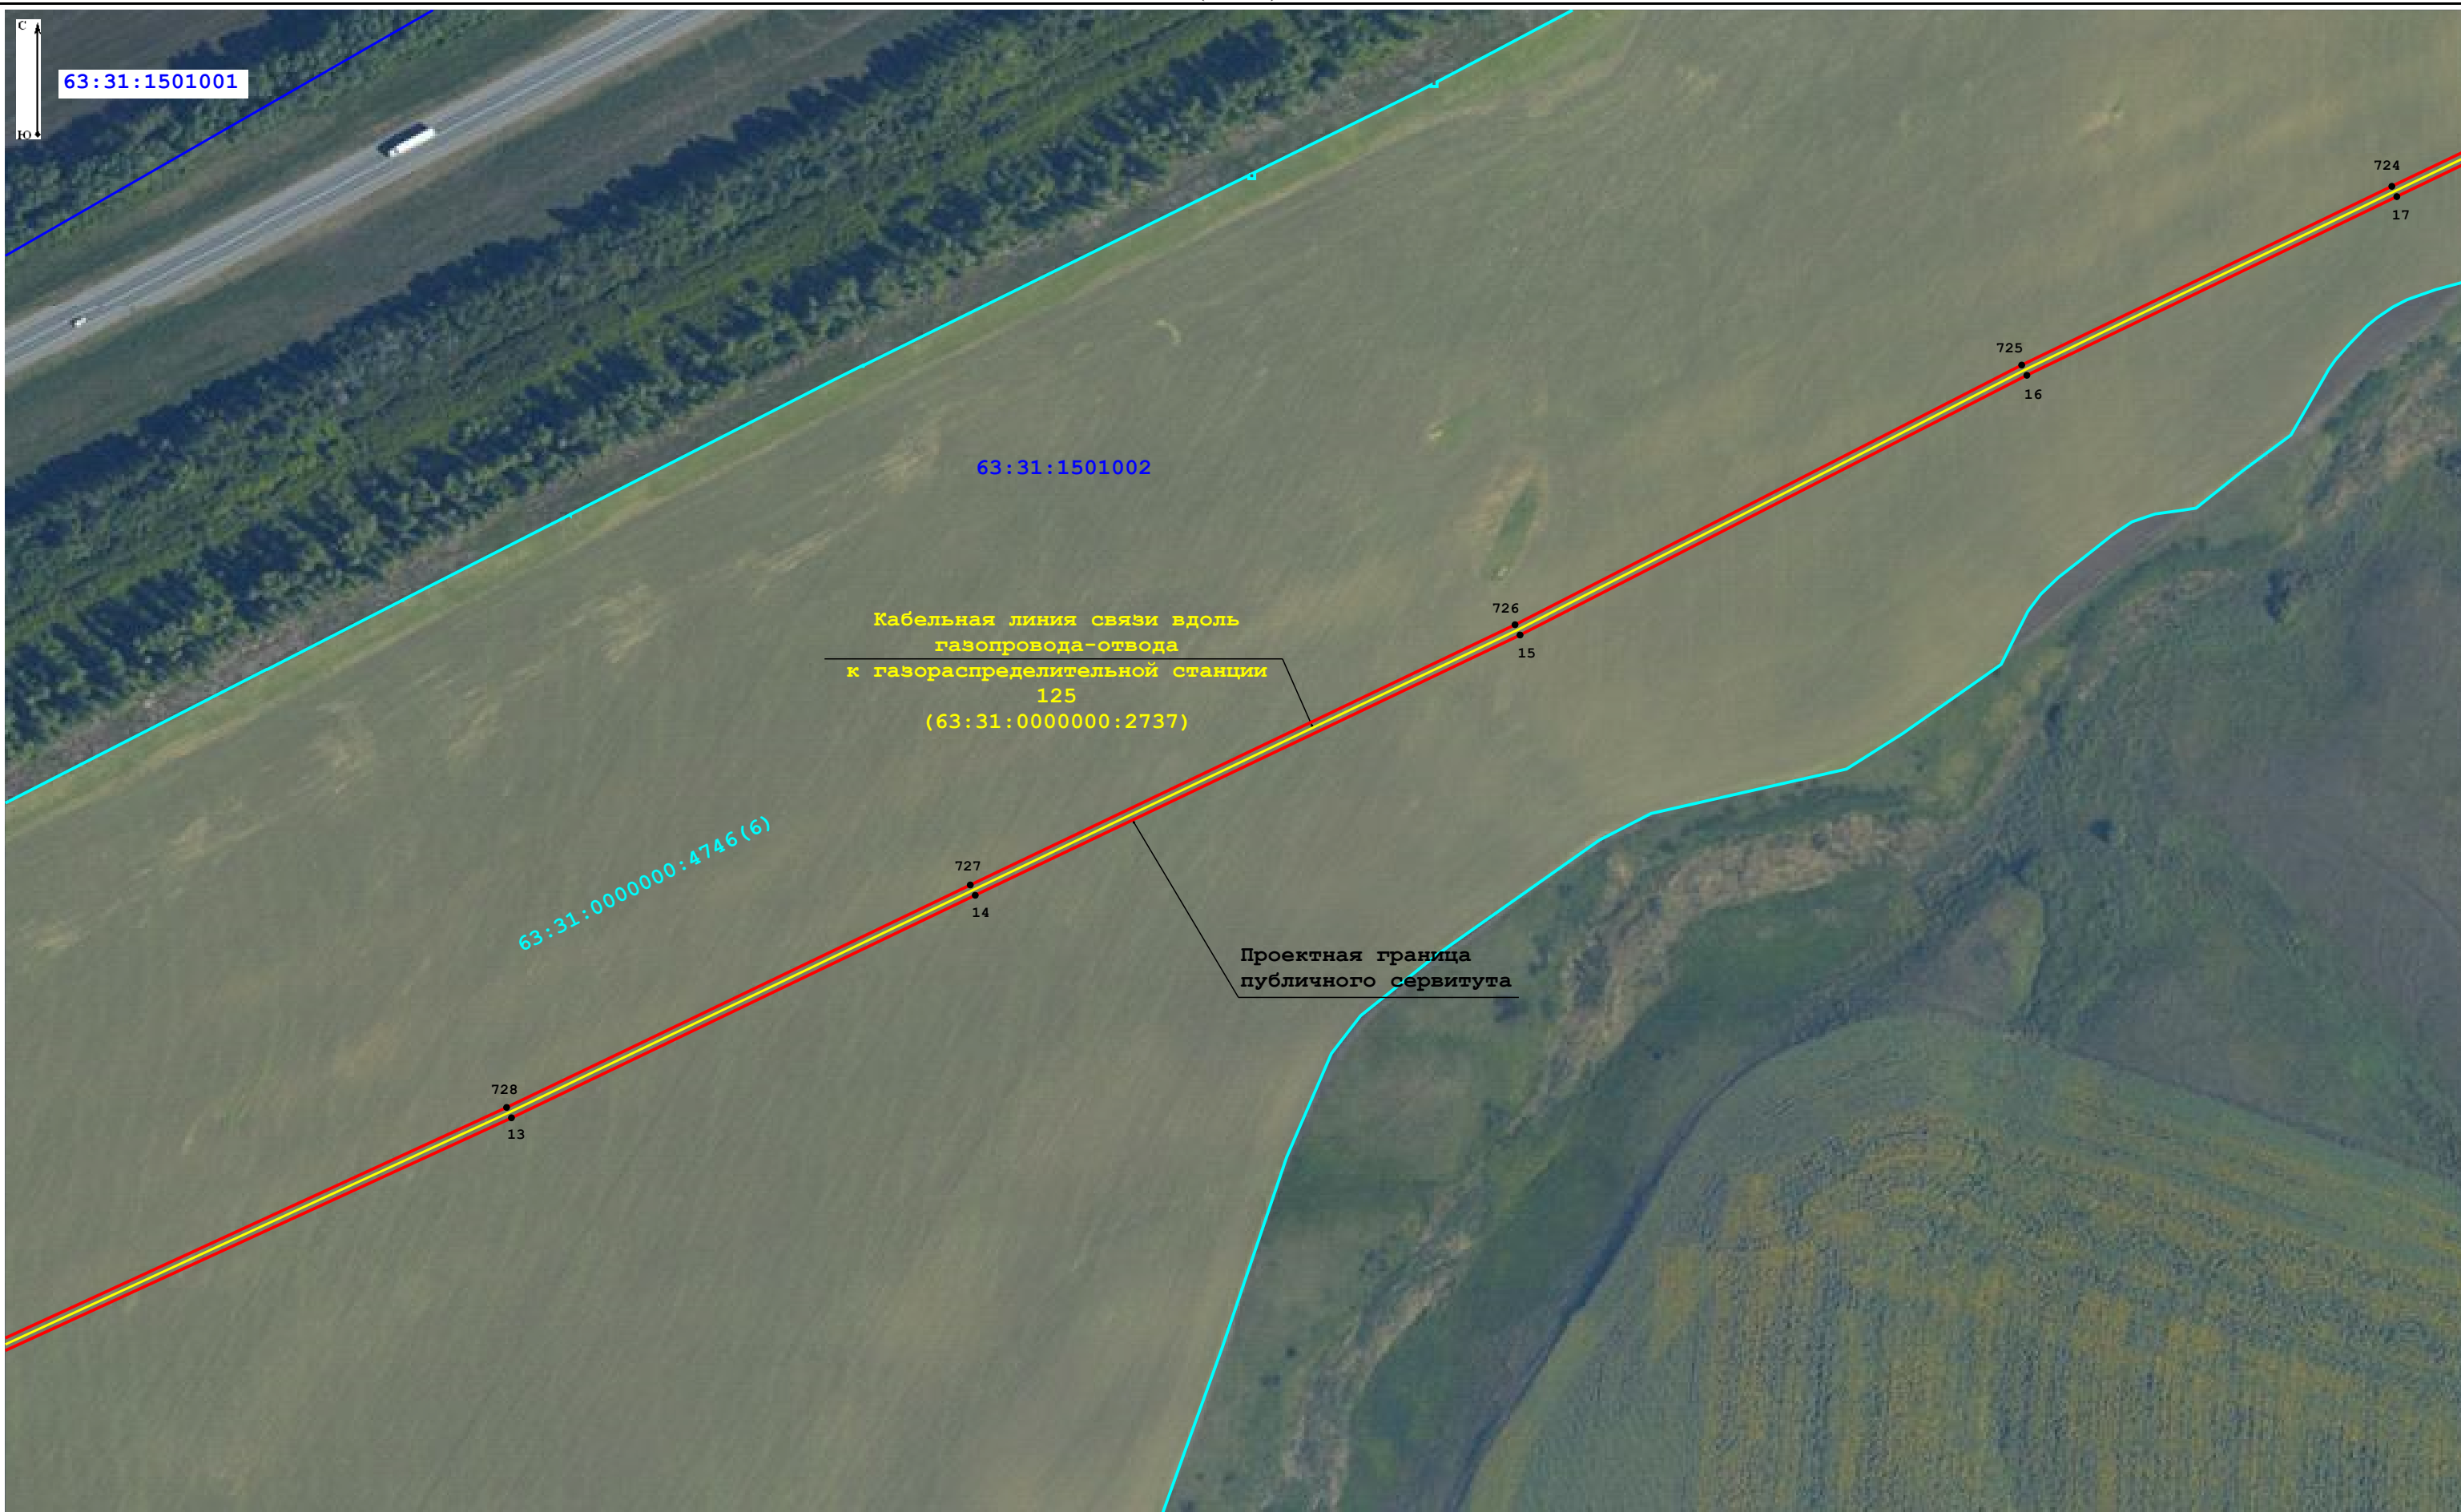 С
63:31:1501001
Ю
724
17
725
16
63:31:1501002
726
15
Кабельная линия связи вдоль
газопровода-отвода
к газораспределительной станции
125
(63:31:0000000:2737)
63:31:0000000:4746(6)
727
14
Проектная граница
публичного сервитута
728
13